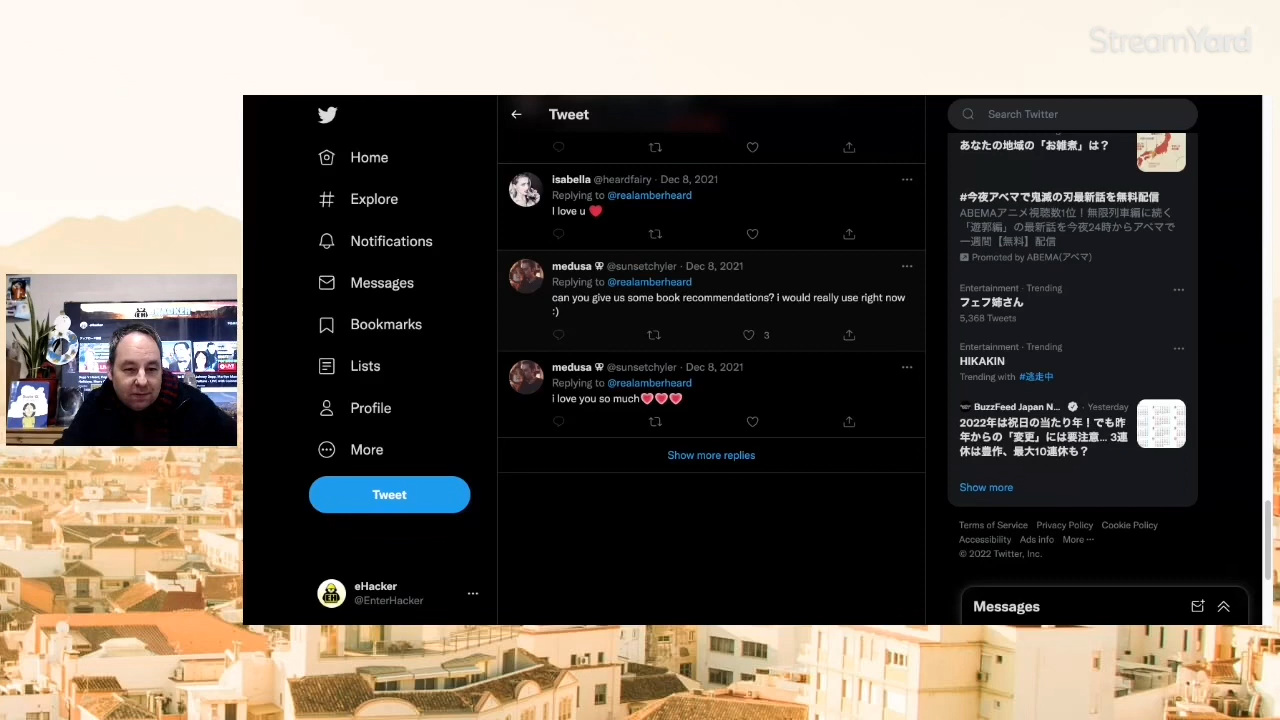 StreamYard
Tweet
Search Twitter
Home
Explore
Notifications
Messages
Bookmarks
Lists
Profile
More
Tweet
eHacker
@EnterHacker
isabella @heardfairy · Dec 8, 2021
Replying to @realamberheard
I love u ❤️
medusa @sunsetchyler · Dec 8, 2021
Replying to @realamberheard
can you give us some book recommendations? i would really use right now
:)
3
medusa @sunsetchyler · Dec 8, 2021
Replying to @realamberheard
i love you so much
Show more replies
あなたの地域の「お雑煮」は？
#今夜アベマで鬼滅の刃最新話を無料配信
ABEMAアニメ視聴数1位！無限列車編に続く
「遊郭編」の最新話を今夜24時からアベマで
一週間【無料】配信
Promoted by ABEMA(アベマ)
Entertainment · Trending
フェフ姉さん
5,368 Tweets
Entertainment · Trending
HIKAKIN
Trending with #逃走中
BuzzFeed Japan N... · Yesterday
2022年は祝日の当たり年！でも昨
年からの「変更」には要注意... 3連
休は豊作、最大10連休も？
Show more
Terms of Service Privacy Policy Cookie Policy
Accessibility Ads info More ···
© 2022 Twitter, Inc.
Messages